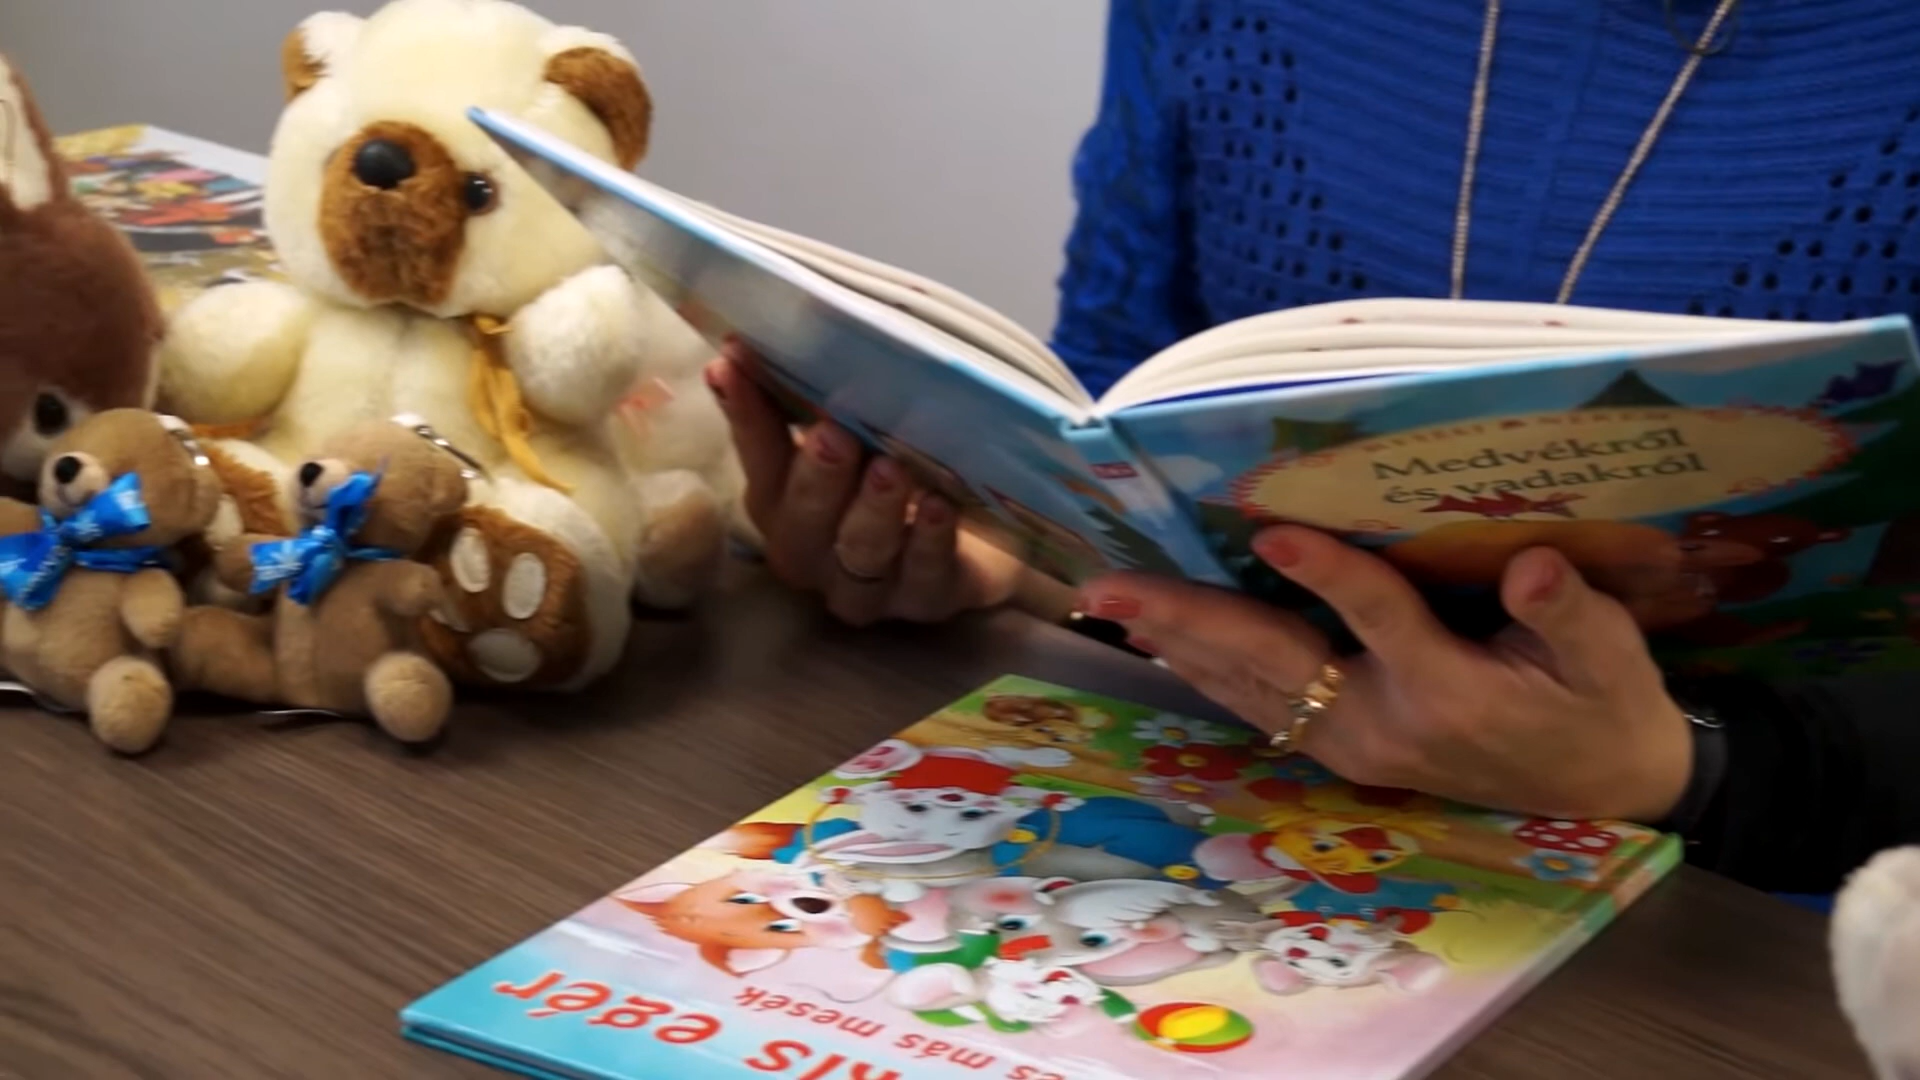 Medvékről
és vadakról
kis egér
és más mesék